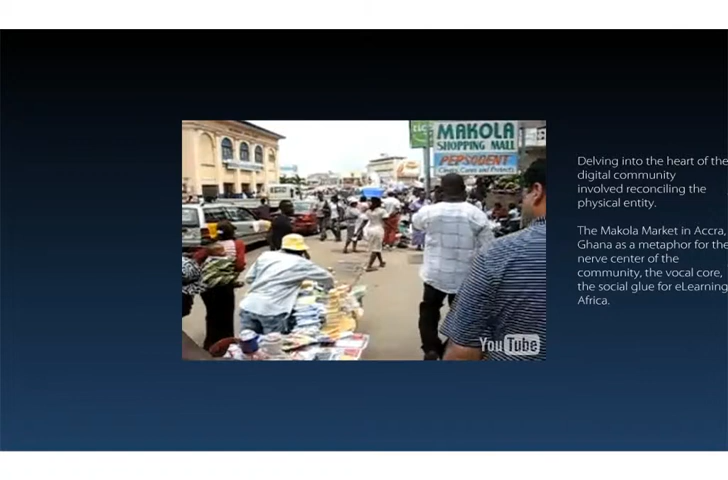 MAKOLA
SHOPPING MALL
PEPSODENT
YouTube
Delving into the heart of the
digital community
involved reconciling the
physical entity.
The Makola Market in Accra,
Ghana as a metaphor for the
nerve center of the
community, the vocal core,
the social glue for eLearning
Africa.